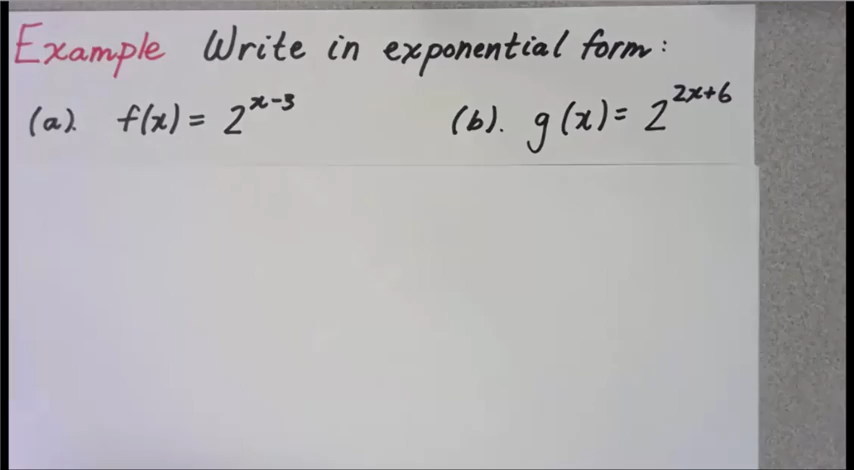 Example Write in exponential form:
(a). f(x) = 2^{x-3} (b). g(x) = 2^{2x+6}